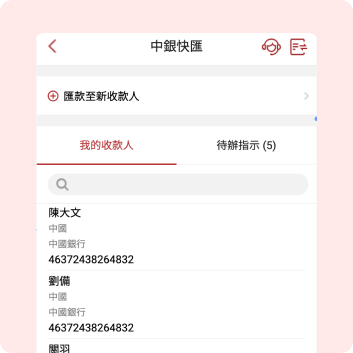 中銀快匯
匯款至新收款人
我的收款人
待辦指示 (5)
陳大文
中國
中國銀行
46372438264832
劉備
中國
中國銀行
46372438264832
關羽